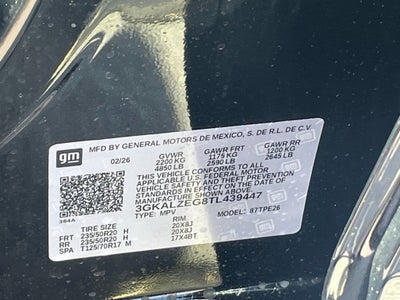 gm
MFD BY GENERAL MOTORS DE MEXICO, S. DE R.L. DE C.V.
02/26
GVWR GAWR FRT GAWR RR
2200 KG 1175 KG 1200 KG
4850 LB 2590 LB 2645 LB
THIS VEHICLE CONFORMS TO ALL
APPLICABLE U.S. FEDERAL MOTOR
VEHICLE SAFETY AND THEFT PREVENTION
STANDARDS IN EFFECT ON THE
DATE OF MANUFACTURE SHOWN ABOVE.
3GKALZEG8TL439447
TYPE: MPV MODEL: 87TPE26
TIRE SIZE RIM
FRT 235/50R20 H 20X8J
RR 235/50R20 H 20X8J
SPA T125/70R17 M 17X4BT